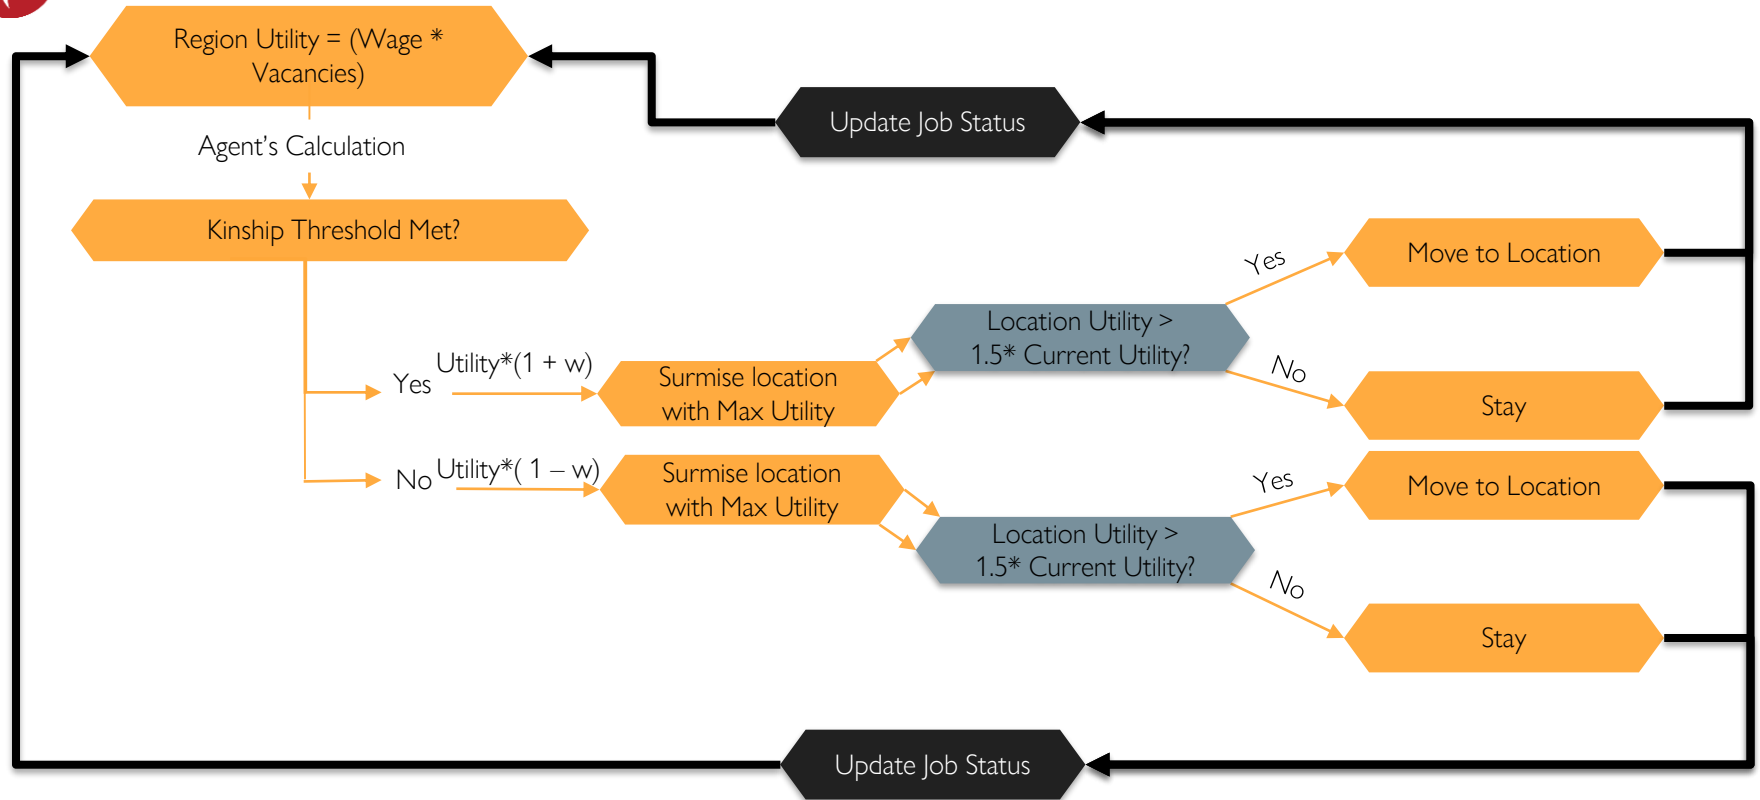 Region Utility = (Wage *
Vacancies)
Update Job Status
Agent's Calculation
Kinship Threshold Met?
Yes
Move to Location
Location Utility >
1.5* Current Utility?
Utility*(1 + w)
Yes
Surmise location
with Max Utility
No
Stay
No
Utility*( 1 – w)
Surmise location
with Max Utility
Yes
Move to Location
Location Utility >
1.5* Current Utility?
No
Stay
Update Job Status